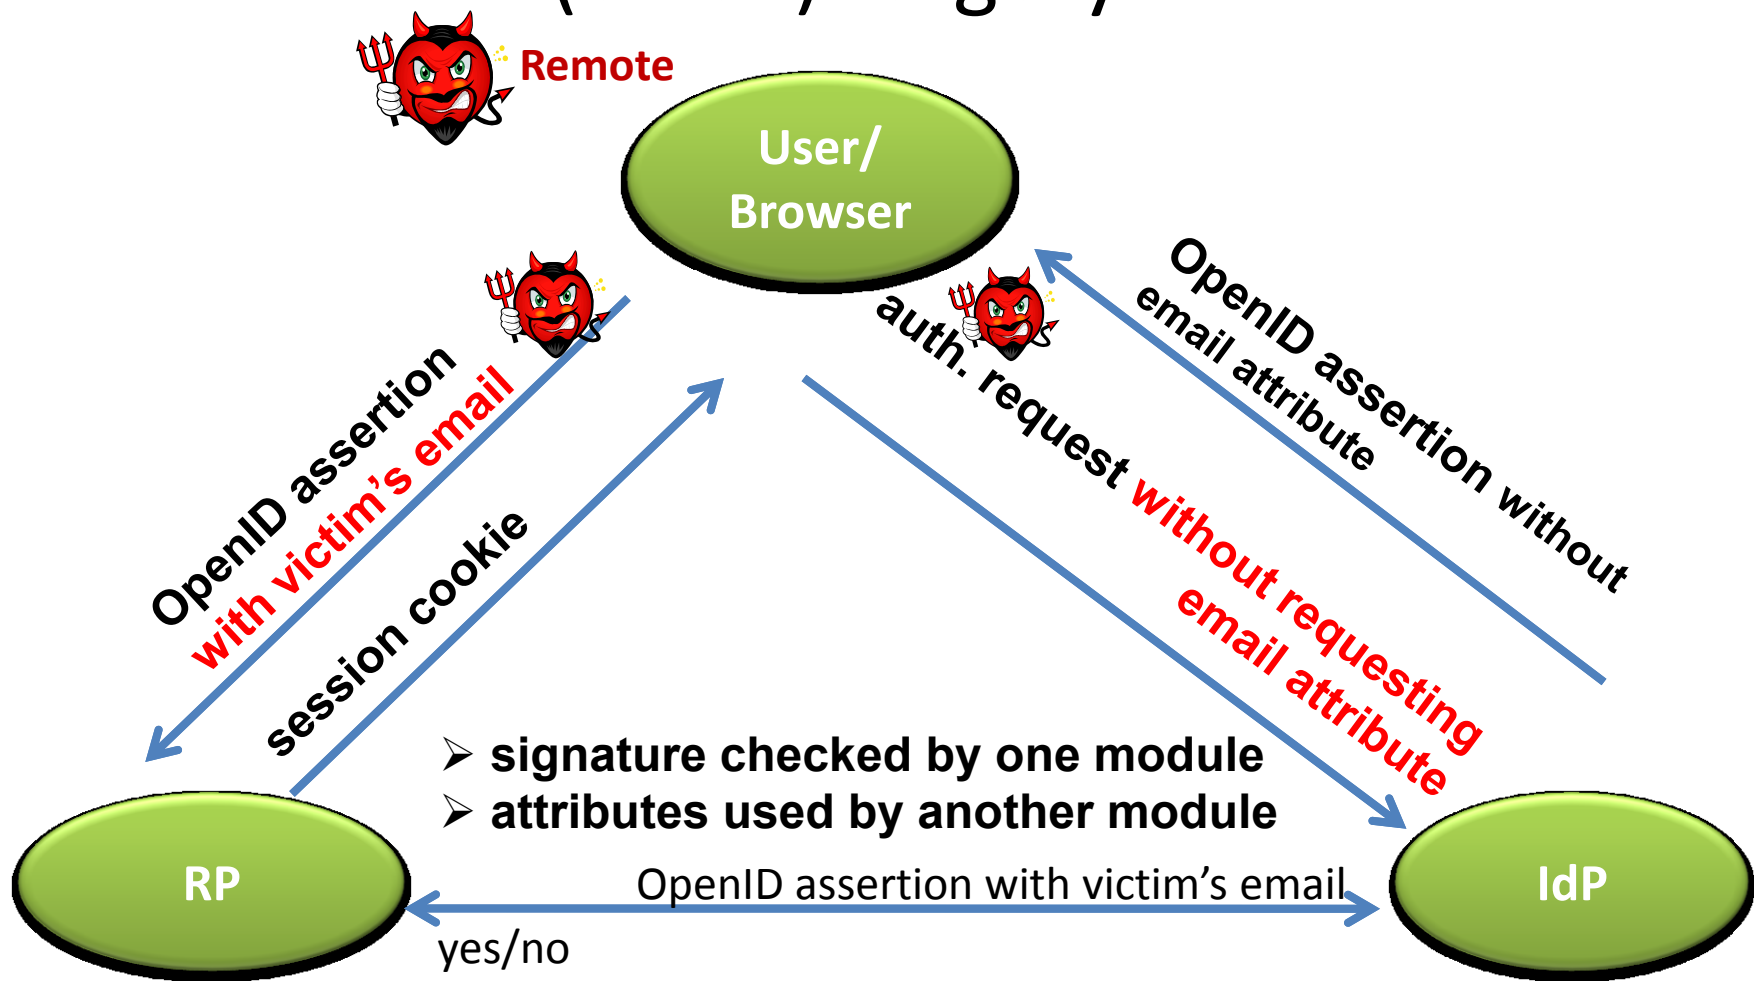 Remote
User/
Browser
OpenID assertion
with victim's email
session cookie
auth. request without requesting
email attribute
OpenID assertion without
email attribute
➢ signature checked by one module
➢ attributes used by another module
RP
OpenID assertion with victim's email
IdP
yes/no